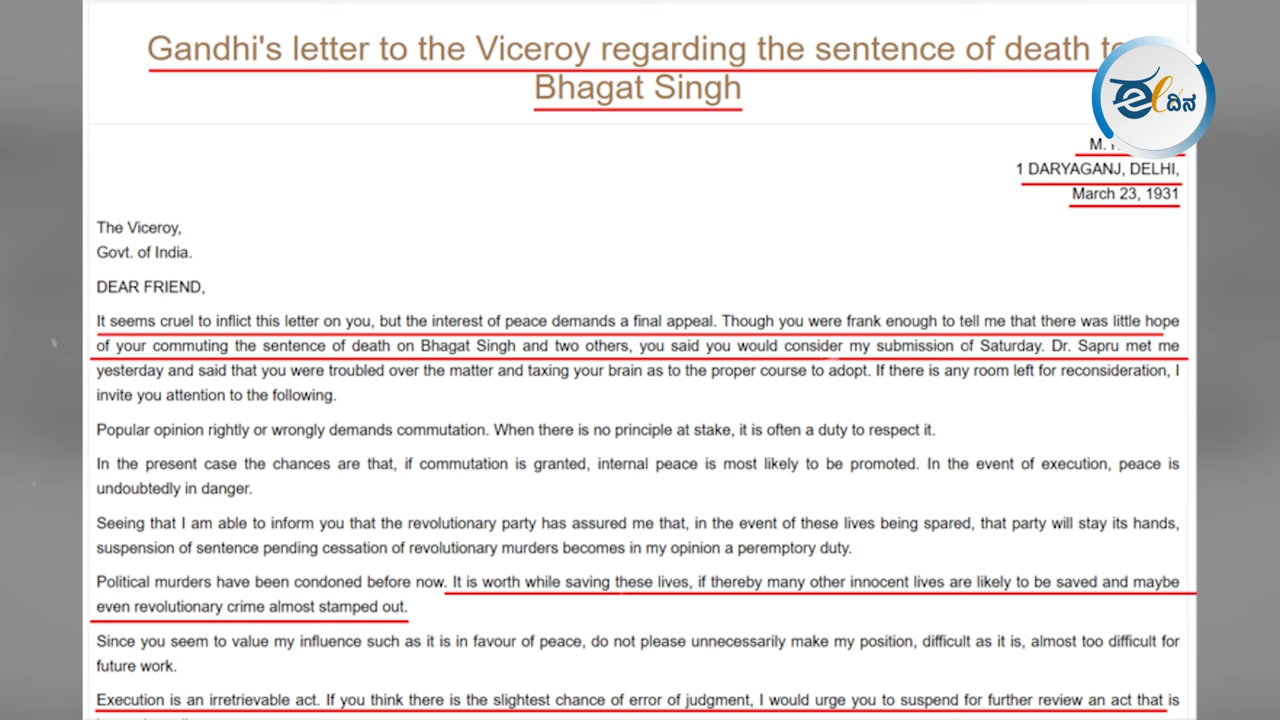 Gandhi's letter to the Viceroy regarding the sentence of death
Bhagat Singh
ಈ ದಿನ
M.
1 DARYAGANJ, DELHI,
March 23, 1931
The Viceroy,
Govt. of India.
DEAR FRIEND,
It seems cruel to inflict this letter on you, but the interest of peace demands a final appeal. Though you were frank enough to tell me that there was little hope
of your commuting the sentence of death on Bhagat Singh and two others, you said you would consider my submission of Saturday. Dr. Sapru met me
yesterday and said that you were troubled over the matter and taxing your brain as to the proper course to adopt. If there is any room left for reconsideration, I
invite you attention to the following.
Popular opinion rightly or wrongly demands commutation. When there is no principle at stake, it is often a duty to respect it.
In the present case the chances are that, if commutation is granted, internal peace is most likely to be promoted. In the event of execution, peace is
undoubtedly in danger.
Seeing that I am able to inform you that the revolutionary party has assured me that, in the event of these lives being spared, that party will stay its hands,
suspension of sentence pending cessation of revolutionary murders becomes in my opinion a peremptory duty.
Political murders have been condoned before now. It is worth while saving these lives, if thereby many other innocent lives are likely to be saved and maybe
even revolutionary crime almost stamped out.
Since you seem to value my influence such as it is in favour of peace, do not please unnecessarily make my position, difficult as it is, almost too difficult for
future work.
Execution is an irretrievable act. If you think there is the slightest chance of error of judgment, I would urge you to suspend for further review an act that is